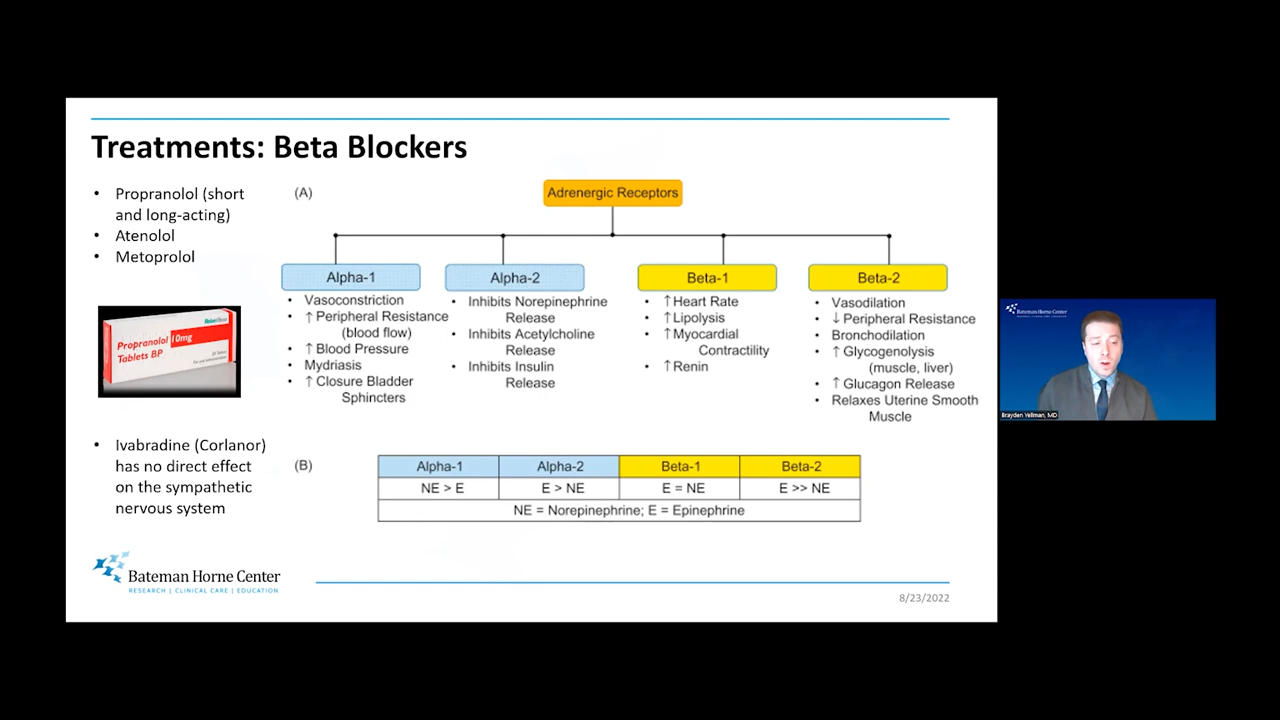 Treatments: Beta Blockers
• Propranolol (short
and long-acting)
• Atenolol
• Metoprolol
Propranolol 10mg
Tablets BP
• Ivabradine (Corlanor)
has no direct effect
on the sympathetic
nervous system
(A)
Adrenergic Receptors
Alpha-1
• Vasoconstriction
• ↑ Peripheral Resistance
(blood flow)
• ↑ Blood Pressure
• Mydriasis
• ↑ Closure Bladder
Sphincters
Alpha-2
• Inhibits Norepinephrine
Release
• Inhibits Acetylcholine
Release
• Inhibits Insulin
Release
Beta-1
• ↑ Heart Rate
• ↑ Lipolysis
• ↑ Myocardial
Contractility
• ↑ Renin
Beta-2
• Vasodilation
• ↓ Peripheral Resistance
• Bronchodilation
• ↑ Glycogenolysis
(muscle, liver)
• ↑ Glucagon Release
• Relaxes Uterine Smooth
Muscle
(B)
Alpha-1 Alpha-2 Beta-1 Beta-2
NE > E E > NE E = NE E >> NE
NE = Norepinephrine; E = Epinephrine
Bateman Horne Center
RESEARCH | CLINICAL CARE | EDUCATION
8/23/2022
Bateman Horne Center
Brayden Yellman, MD